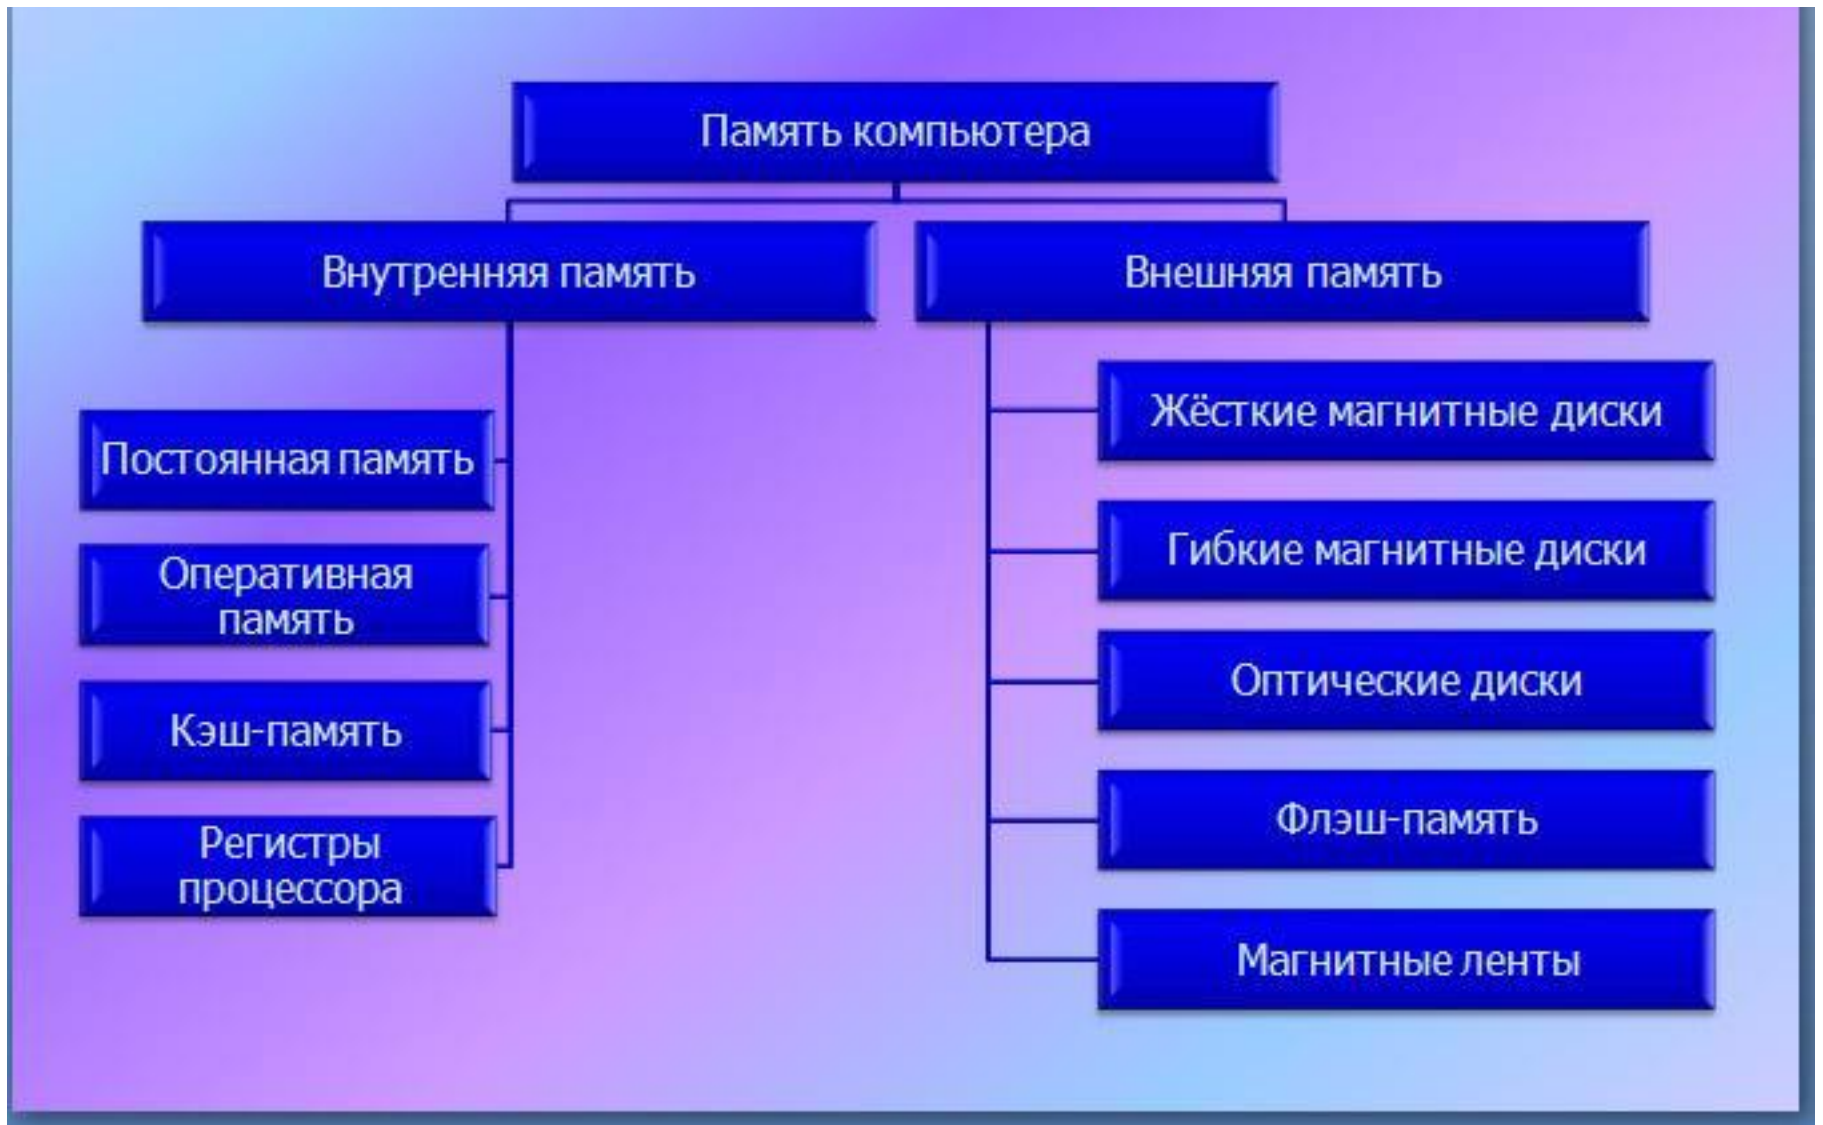 Память компьютера
Внутренняя память
Внешняя память
Постоянная память
Оперативная
память
Кэш-память
Регистры
процессора
Жёсткие магнитные диски
Гибкие магнитные диски
Оптические диски
Флэш-память
Магнитные ленты